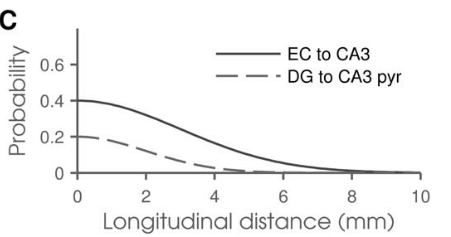 C
Probability
0.6
0.4
0.2
0
EC to CA3
DG to CA3 pyr
0 2 4 6 8 10
Longitudinal distance (mm)